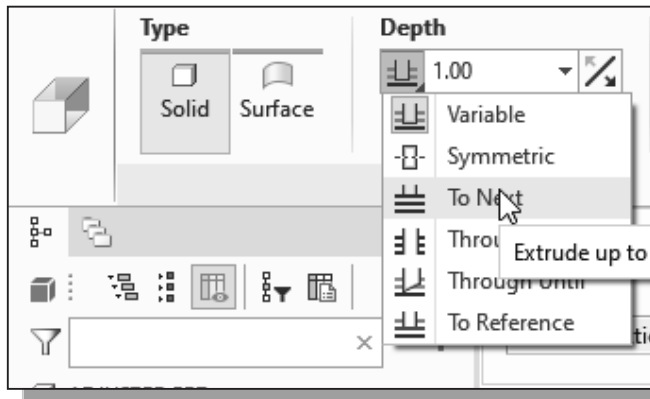 Type
Depth
1.00
Solid
Surface
Variable
Symmetric
To Next
Extrude up to
Through Until
To Reference